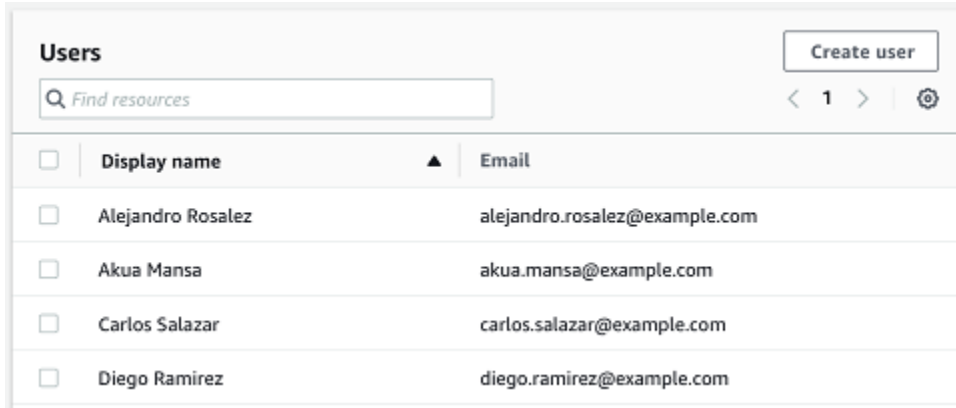 Users
Create user
Find resources
1
Display name Email
Alejandro Rosalez alejandro.rosalez@example.com
Akua Mansa akua.mansa@example.com
Carlos Salazar carlos.salazar@example.com
Diego Ramirez diego.ramirez@example.com